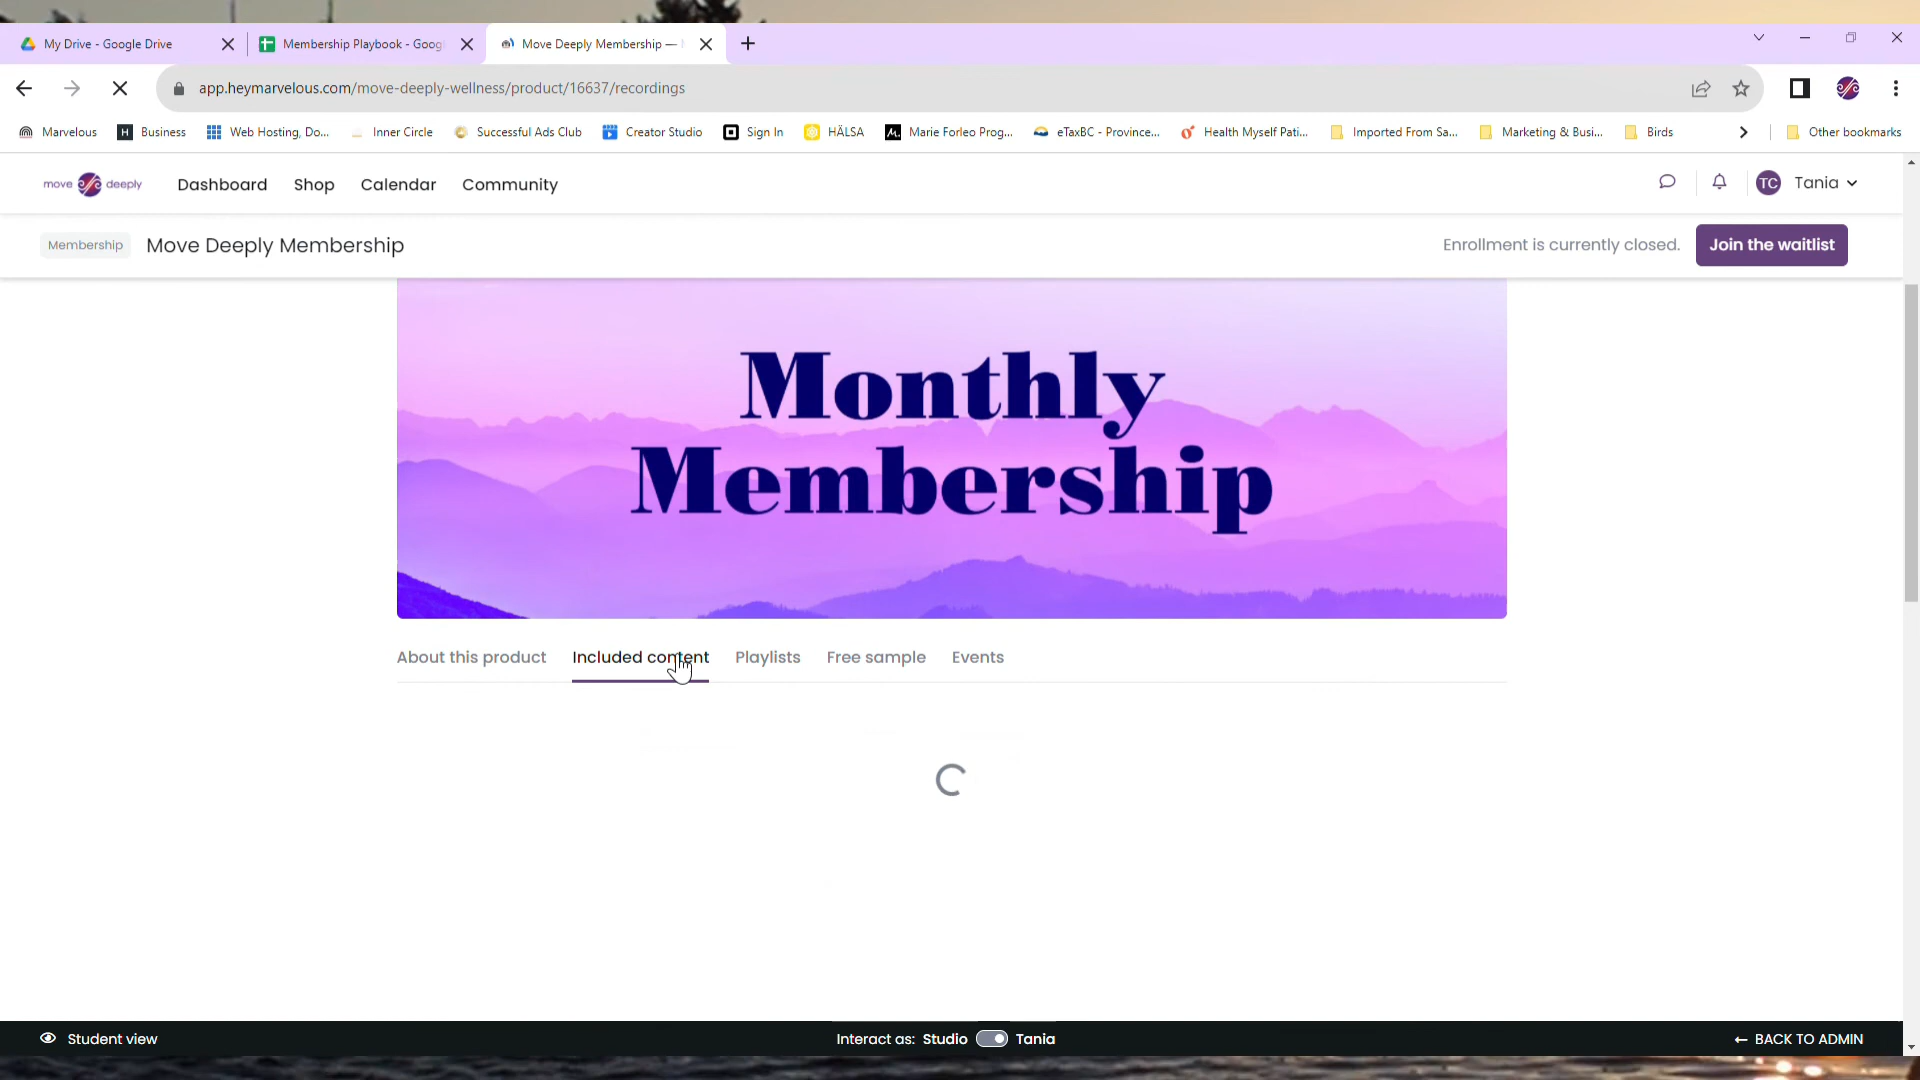 My Drive - Google Drive
Membership Playbook - Goog
Move Deeply Membership —
app.heymarvelous.com/move-deeply-wellness/product/16637/recordings
Marvelous
H Business
Web Hosting, Do...
Inner Circle
Successful Ads Club
Creator Studio
Sign In
HÄLSA
M. Marie Forleo Prog...
eTaxBC - Province...
Health Myself Pati...
Imported From Sa...
Marketing & Busi...
Birds
Other bookmarks
move deeply
Dashboard
Shop
Calendar
Community
TC Tania
Membership
Move Deeply Membership
Enrollment is currently closed.
Join the waitlist
Monthly
Membership
About this product
Included content
Playlists
Free sample
Events
Student view
Interact as: Studio Tania
← BACK TO ADMIN